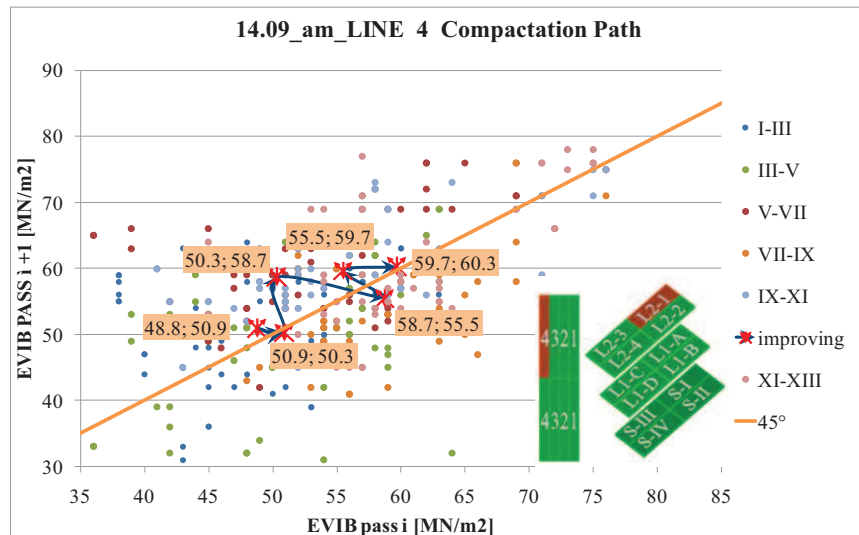 14.09_am_LINE 4 Compactation Path
EVIB PASS i +1 [MN/m2]
90
80
70
60
50
40
30
35 40 45 50 55 60 65 70 75 80 85
EVIB pass i [MN/m2]
50.3; 58.7
55.5; 59.7
59.7; 60.3
48.8; 50.9
50.9; 50.3
58.7; 55.5
4321
4321
L2-3
L2-1
L2-4
L2-2
L1-C
L1-A
L1-D
L1-B
S-III
S-I
S-IV
S-II
I-III
III-V
V-VII
VII-IX
IX-XI
improving
XI-XIII
45°